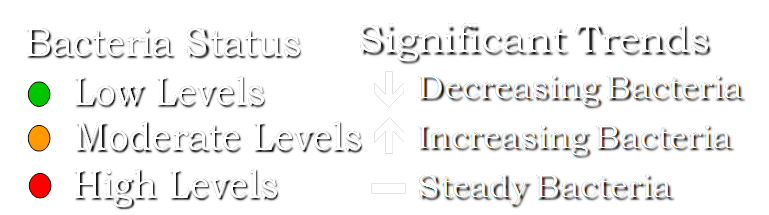 Bacteria Status
Low Levels
Moderate Levels
High Levels
Significant Trends
Decreasing Bacteria
Increasing Bacteria
Steady Bacteria